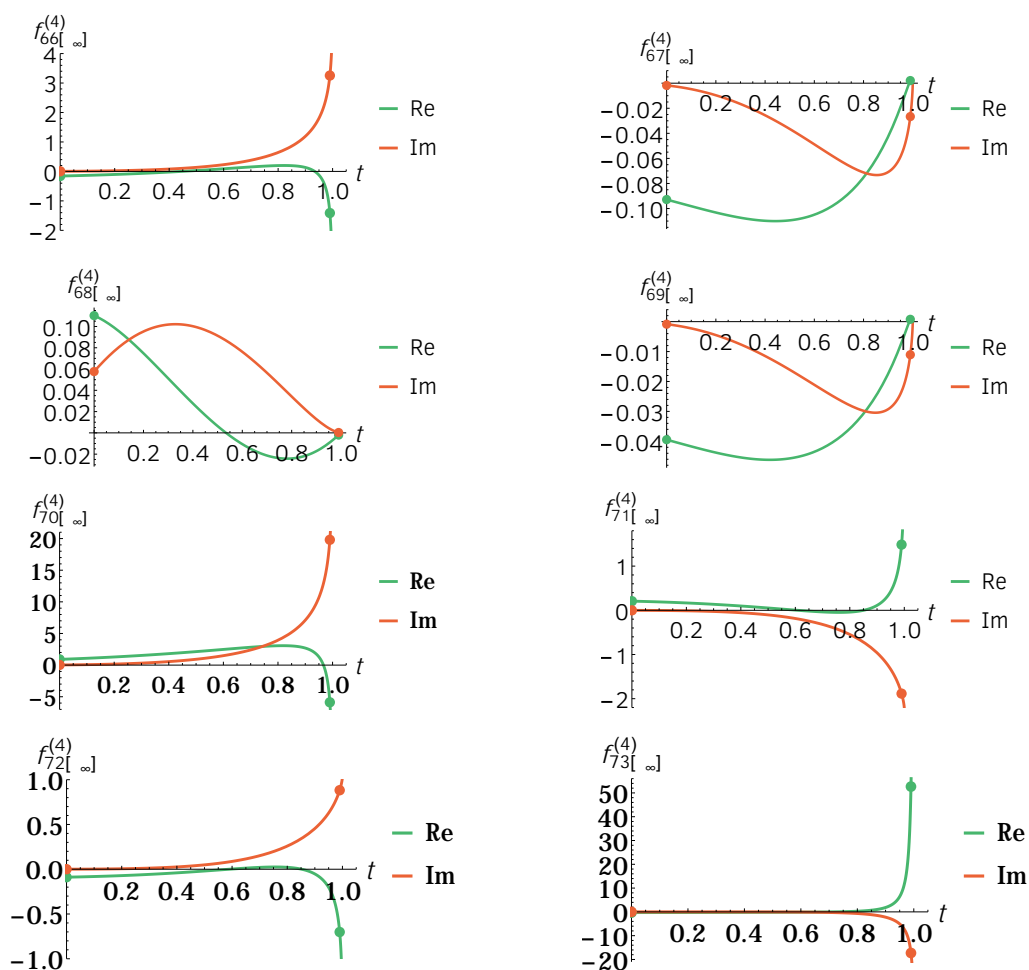 f_{66[ ∞]}^{(4)}
4
3
2
1
0
−1
−2
0.2 0.4 0.6 0.8 1.0
t
Re
Im
f_{67[ ∞]}^{(4)}
0.2 0.4 0.6 0.8 1.0
t
−0.02
−0.04
−0.06
−0.08
−0.10
Re
Im
f_{68[ ∞]}^{(4)}
0.10
0.08
0.06
0.04
0.02
−0.02
0.2 0.4 0.6 0.8 1.0
t
Re
Im
f_{69[ ∞]}^{(4)}
0.2 0.4 0.6 0.8 1.0
t
−0.01
−0.02
−0.03
−0.04
Re
Im
f_{70[ ∞]}^{(4)}
20
15
10
5
0
−5
0.2 0.4 0.6 0.8 1.0
t
Re
Im
f_{71[ ∞]}^{(4)}
1
0
−1
−2
0.2 0.4 0.6 0.8 1.0
t
Re
Im
f_{72[ ∞]}^{(4)}
1.0
0.5
0.0
−0.5
−1.0
0.2 0.4 0.6 0.8 1.0
t
Re
Im
f_{73[ ∞]}^{(4)}
50
40
30
20
10
0
−10
−20
0.2 0.4 0.6 0.8 1.0
t
Re
Im